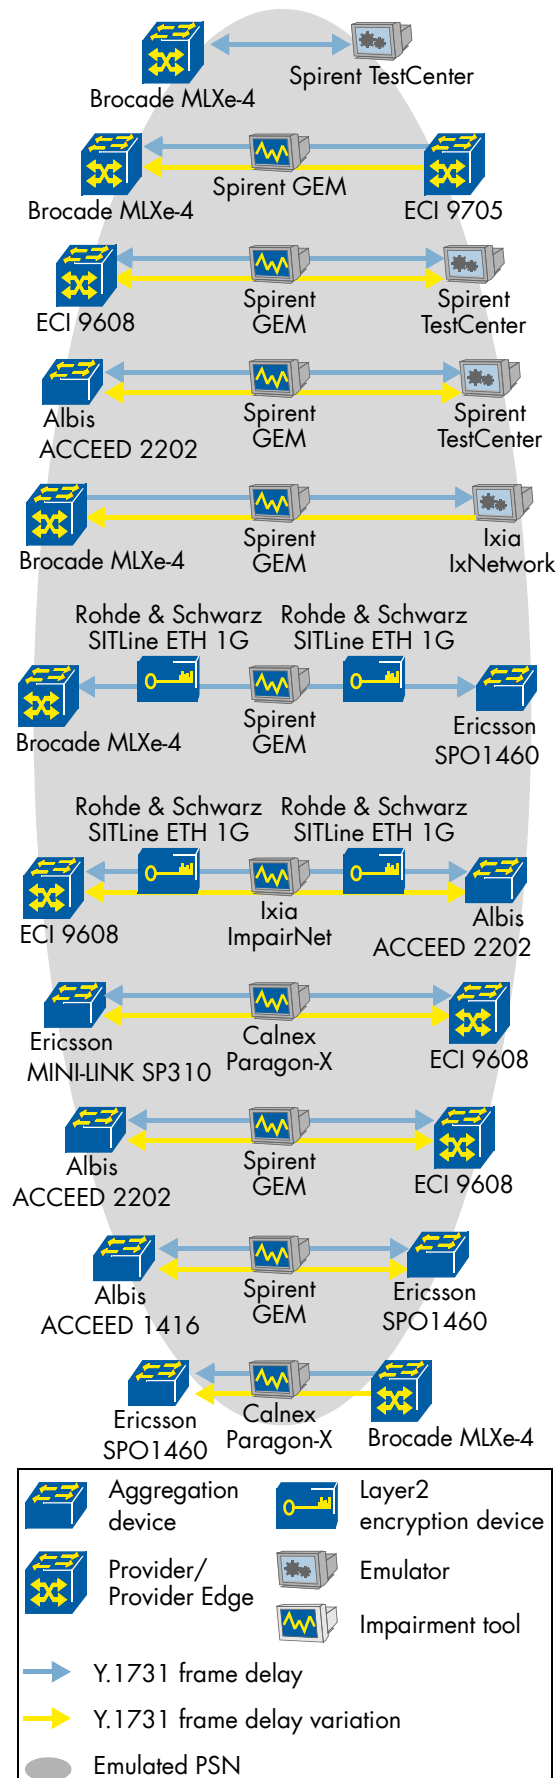 Brocade MLXe-4
Spirent TestCenter
Brocade MLXe-4
Spirent GEM
ECI 9705
ECI 9608
Spirent
GEM
Spirent
TestCenter
Albis
ACCEED 2202
Spirent
GEM
Spirent
TestCenter
Brocade MLXe-4
Spirent
GEM
Ixia
IxNetwork
Rohde & Schwarz
SITLine ETH 1G
Rohde & Schwarz
SITLine ETH 1G
Brocade MLXe-4
Spirent
GEM
Ericsson
SPO1460
Rohde & Schwarz
SITLine ETH 1G
Rohde & Schwarz
SITLine ETH 1G
ECI 9608
Ixia
ImpairNet
Albis
ACCEED 2202
Ericsson
MINI-LINK SP310
Calnex
Paragon-X
ECI 9608
Albis
ACCEED 2202
Spirent
GEM
ECI 9608
Albis
ACCEED 1416
Spirent
GEM
Ericsson
SPO1460
Ericsson
SPO1460
Calnex
Paragon-X
Brocade MLXe-4
Aggregation
device
Layer2
encryption device
Provider/
Provider Edge
Emulator
Impairment tool
Y.1731 frame delay
Y.1731 frame delay variation
Emulated PSN